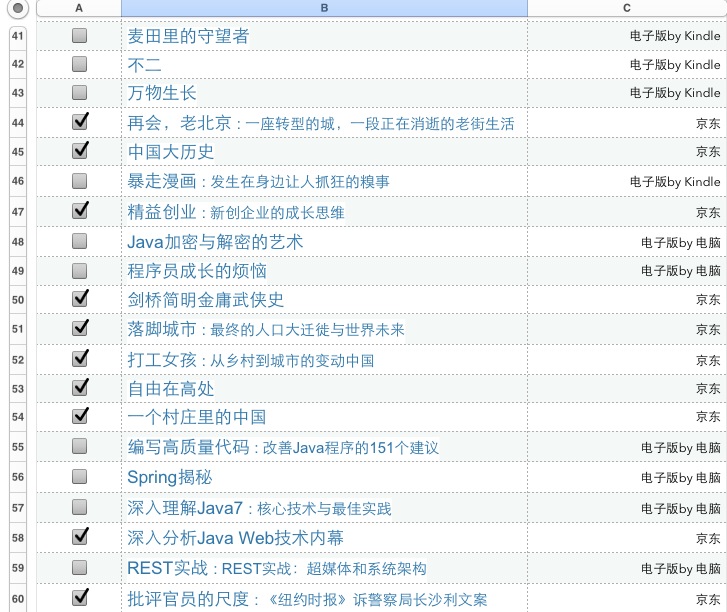 A B C
41 麦田里的守望者 电子版by Kindle
42 不二 电子版by Kindle
43 万物生长 电子版by Kindle
44 再会，老北京 : 一座转型的城，一段正在消逝的老街生活 京东
45 中国大历史 京东
46 暴走漫画 : 发生在身边让人抓狂的糗事 电子版by Kindle
47 精益创业 : 新创企业的成长思维 京东
48 Java加密与解密的艺术 电子版by 电脑
49 程序员成长的烦恼 电子版by 电脑
50 剑桥简明金庸武侠史 京东
51 落脚城市 : 最终的人口大迁徙与世界未来 京东
52 打工女孩 : 从乡村到城市的变动中国 京东
53 自由在高处 京东
54 一个村庄里的中国 京东
55 编写高质量代码 : 改善Java程序的151个建议 电子版by 电脑
56 Spring揭秘 电子版by 电脑
57 深入理解Java7 : 核心技术与最佳实践 电子版by 电脑
58 深入分析Java Web技术内幕 京东
59 REST实战 : REST实战：超媒体和系统架构 电子版by 电脑
60 批评官员的尺度 : 《纽约时报》诉警察局长沙利文案 京东